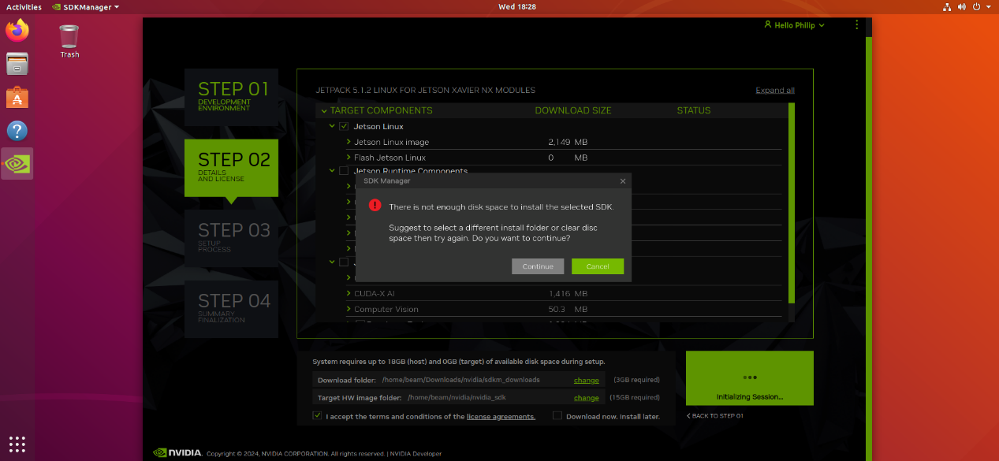 Activities
SDKManager
Wed 18:28
Trash
Hello Philip
STEP 01
DEVELOPMENT
ENVIRONMENT
STEP 02
DETAILS
AND LICENSE
STEP 03
SETUP
PROCESS
STEP 04
SUMMARY
FINALIZATION
JETPACK 5.1.2 LINUX FOR JETSON XAVIER NX MODULES
Expand all
TARGET COMPONENTS DOWNLOAD SIZE STATUS
Jetson Linux
Jetson Linux image 2,149 MB
Flash Jetson Linux 0 MB
Jetson Runtime Components
SDK Manager
There is not enough disk space to install the selected SDK.
Suggest to select a different install folder or clear disc
space then try again. Do you want to continue?
Continue Cancel
CUDA-X AI 1,416 MB
Computer Vision 50.3 MB
System requires up to 18GB (host) and 0GB (target) of available disk space during setup.
Download folder: /home/beam/Downloads/nvidia/sdkm_downloads change (3GB required)
Target HW image folder: /home/beam/nvidia/nvidia_sdk change (15GB required)
I accept the terms and conditions of the license agreements. Download now. Install later.
Initializing Session...
BACK TO STEP 01
NVIDIA. Copyright © 2024, NVIDIA CORPORATION. All rights reserved. | NVIDIA Developer